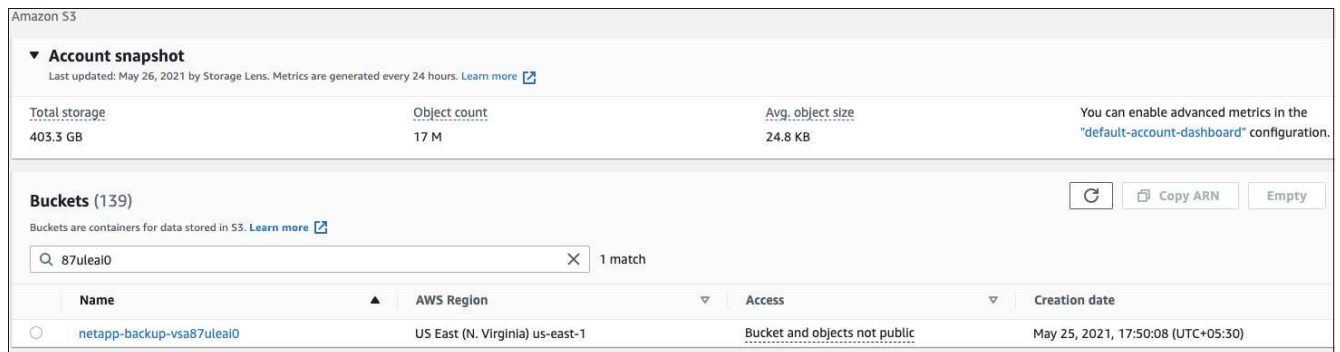 Amazon S3
▼ Account snapshot
Last updated: May 26, 2021 by Storage Lens. Metrics are generated every 24 hours. Learn more
Total storage Object count Avg. object size You can enable advanced metrics in the
403.3 GB 17 M 24.8 KB "default-account-dashboard" configuration.
Buckets (139) Copy ARN Empty
Buckets are containers for data stored in S3. Learn more
87uleai0 1 match
Name AWS Region Access Creation date
netapp-backup-vsa87uleai0 US East (N. Virginia) us-east-1 Bucket and objects not public May 25, 2021, 17:50:08 (UTC+05:30)